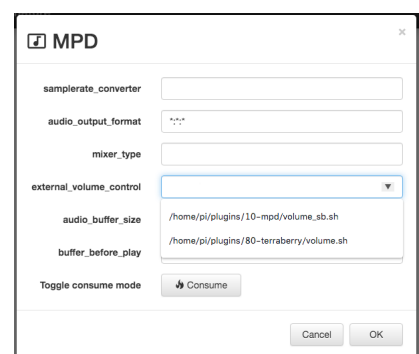 MPD
×
samplerate_converter
audio_output_format
*:*:*
mixer_type
external_volume_control
audio_buffer_size
/home/pi/plugins/10-mpd/volume_sb.sh
/home/pi/plugins/80-terraberry/volume.sh
buffer_before_play
Toggle consume mode
Consume
Cancel
OK